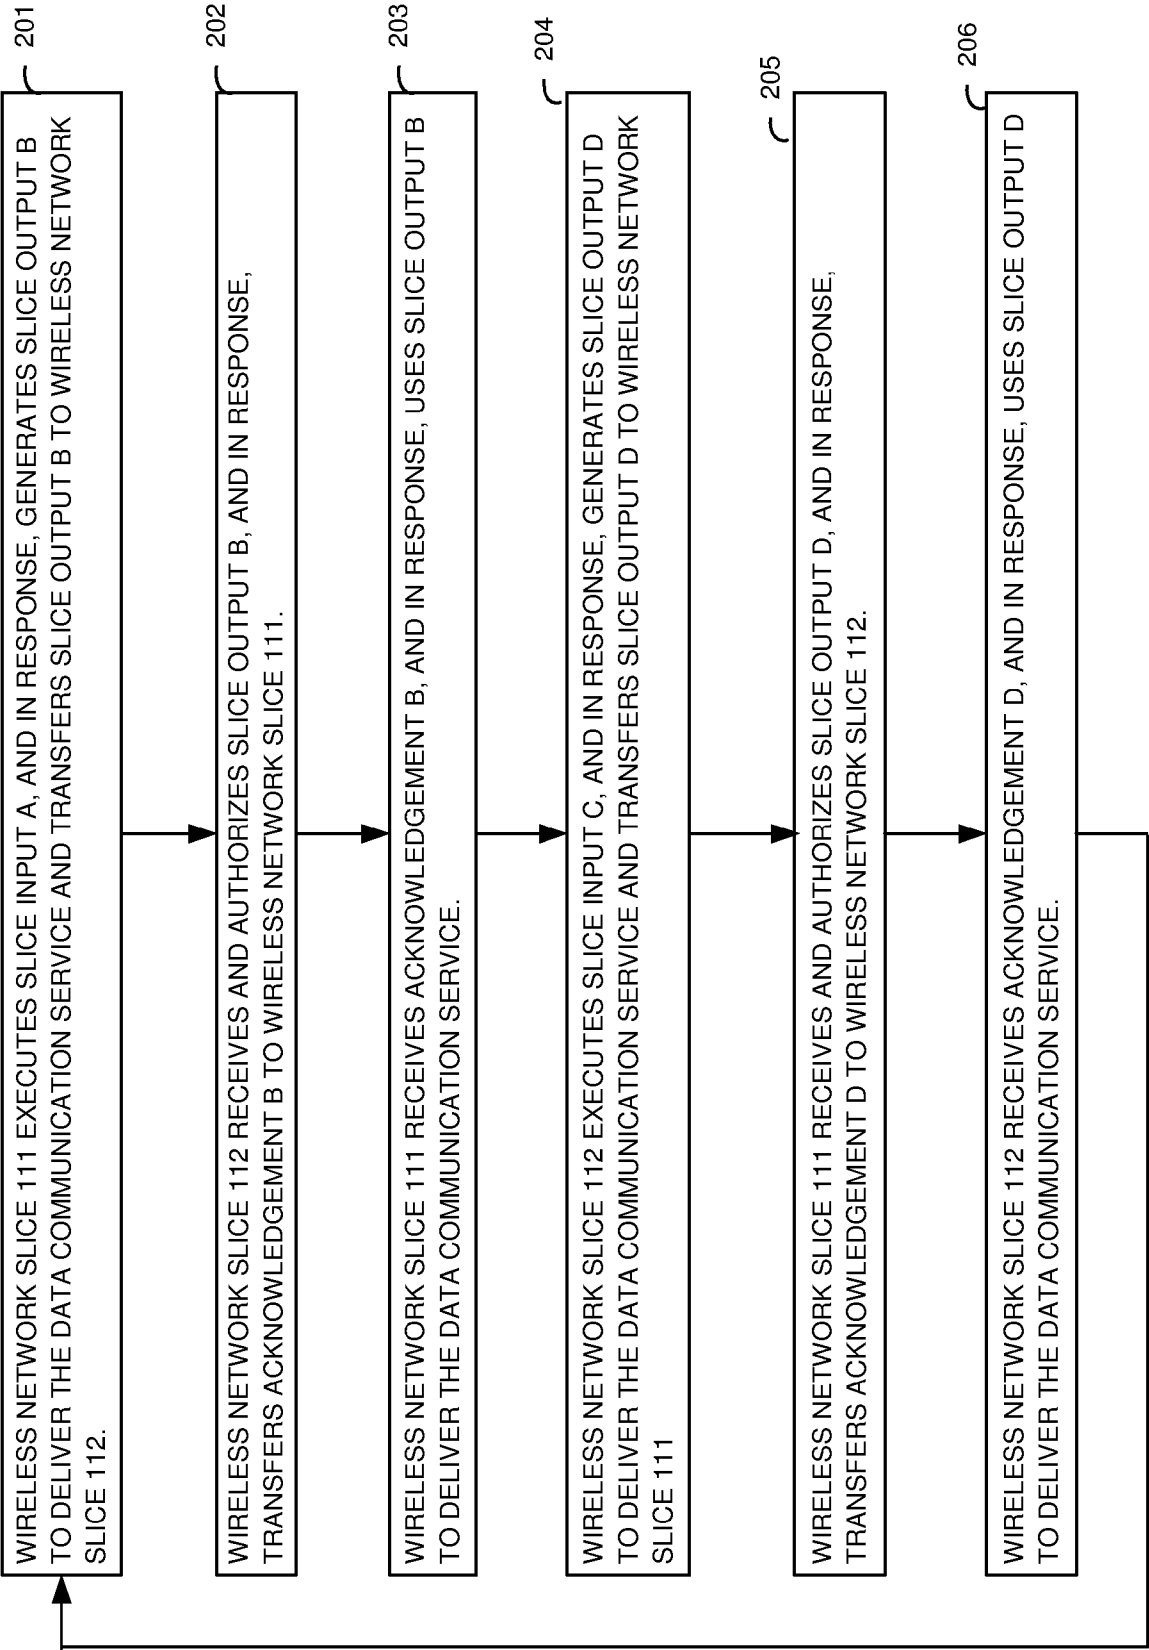 201
WIRELESS NETWORK SLICE 111 EXECUTES SLICE INPUT A, AND IN RESPONSE, GENERATES SLICE OUTPUT B
TO DELIVER THE DATA COMMUNICATION SERVICE AND TRANSFERS SLICE OUTPUT B TO WIRELESS NETWORK
SLICE 112.
202
WIRELESS NETWORK SLICE 112 RECEIVES AND AUTHORIZES SLICE OUTPUT B, AND IN RESPONSE,
TRANSFERS ACKNOWLEDGEMENT B TO WIRELESS NETWORK SLICE 111.
203
WIRELESS NETWORK SLICE 111 RECEIVES ACKNOWLEDGEMENT B, AND IN RESPONSE, USES SLICE OUTPUT B
TO DELIVER THE DATA COMMUNICATION SERVICE.
204
WIRELESS NETWORK SLICE 112 EXECUTES SLICE INPUT C, AND IN RESPONSE, GENERATES SLICE OUTPUT D
TO DELIVER THE DATA COMMUNICATION SERVICE AND TRANSFERS SLICE OUTPUT D TO WIRELESS NETWORK
SLICE 111
205
WIRELESS NETWORK SLICE 111 RECEIVES AND AUTHORIZES SLICE OUTPUT D, AND IN RESPONSE,
TRANSFERS ACKNOWLEDGEMENT D TO WIRELESS NETWORK SLICE 112.
206
WIRELESS NETWORK SLICE 112 RECEIVES ACKNOWLEDGEMENT D, AND IN RESPONSE, USES SLICE OUTPUT D
TO DELIVER THE DATA COMMUNICATION SERVICE.